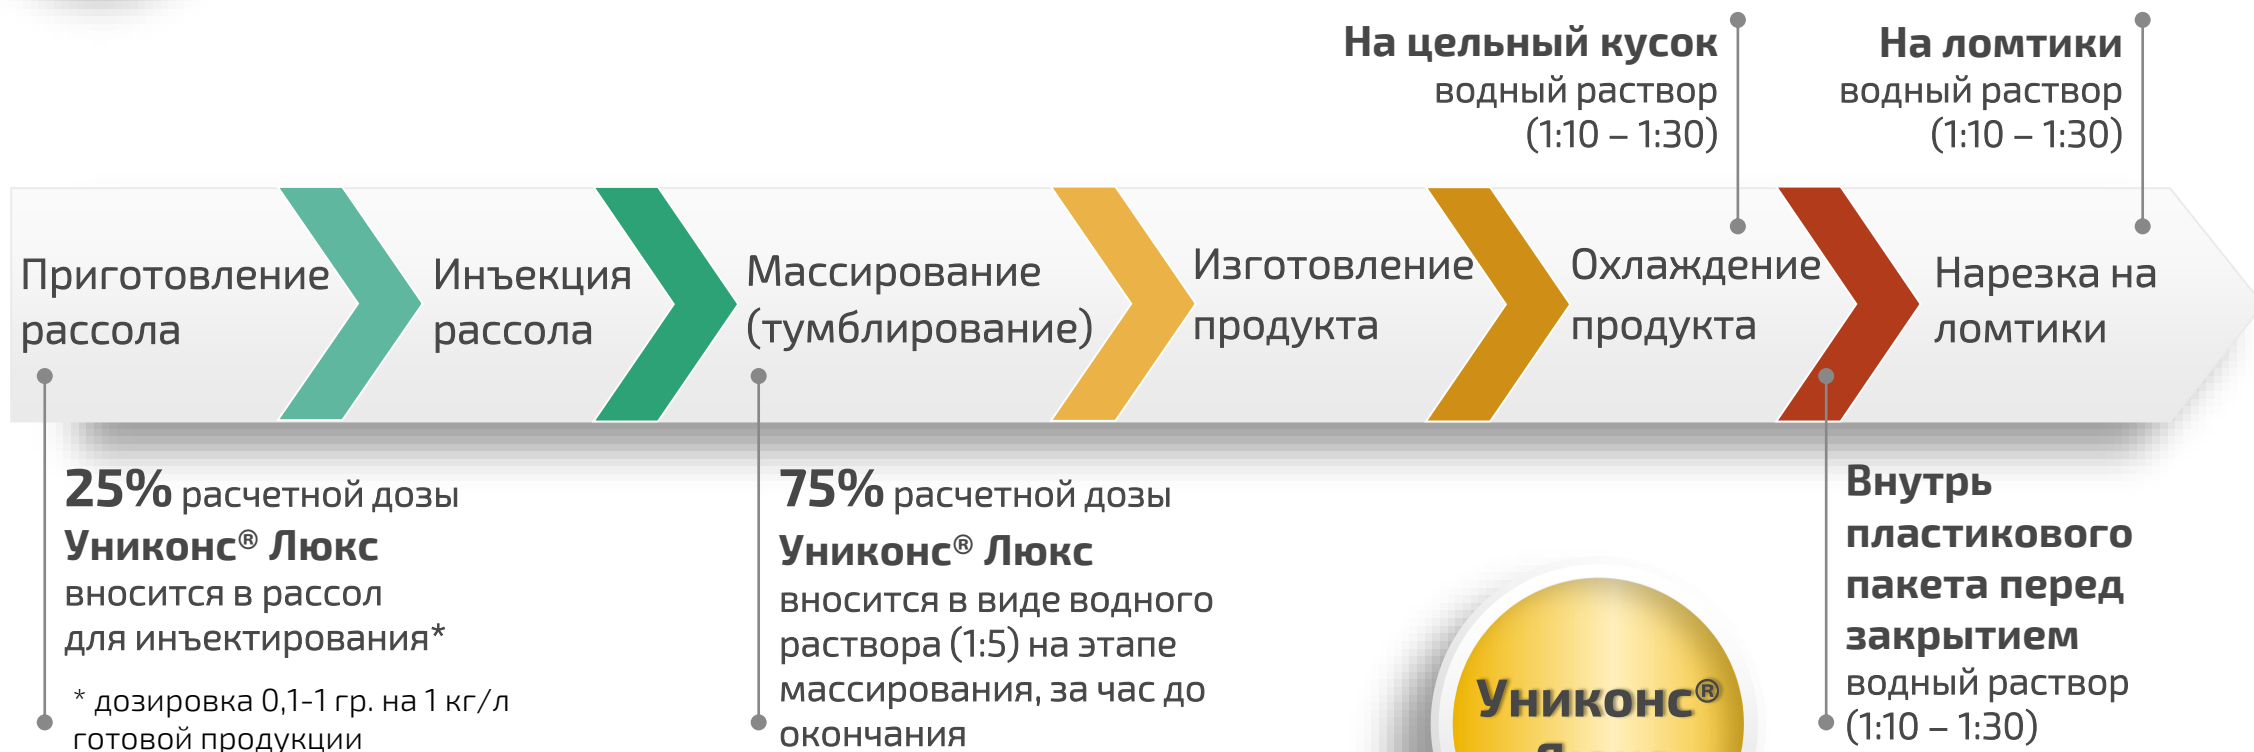 На цельный кусок
водный раствор
(1:10 – 1:30)
На ломтики
водный раствор
(1:10 – 1:30)
Приготовление
рассола
Инъекция
рассола
Массирование
(тумблирование)
Изготовление
продукта
Охлаждение
продукта
Нарезка на
ломтики
25% расчетной дозы
Униконс® Люкс
вносится в рассол
для инъектирования*
* дозировка 0,1-1 гр. на 1 кг/л
готовой продукции
75% расчетной дозы
Униконс® Люкс
вносится в виде водного
раствора (1:5) на этапе
массирования, за час до
окончания
Униконс®
Внутрь
пластикового
пакета перед
закрытием
водный раствор
(1:10 – 1:30)